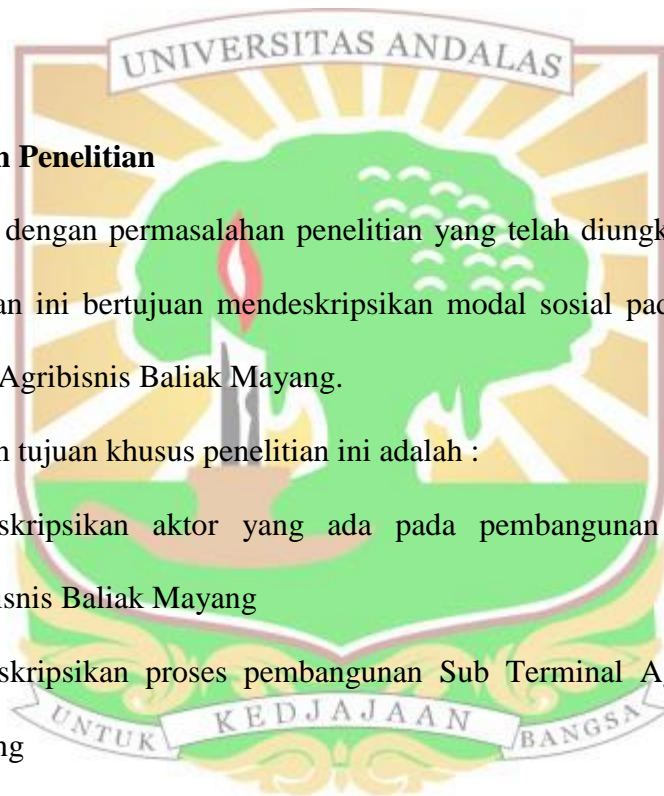 UNIVERSITAS ANDALAS
n Penelitian
dengan permasalahan penelitian yang telah diungk
an ini bertujuan mendeskripsikan modal sosial pad
Agribisnis Baliak Mayang.
n tujuan khusus penelitian ini adalah :
skripsikan aktor yang ada pada pembangunan
isnis Baliak Mayang
skripsikan proses pembangunan Sub Terminal A
ng
UNTUK KEDJAJAAN BANGSA